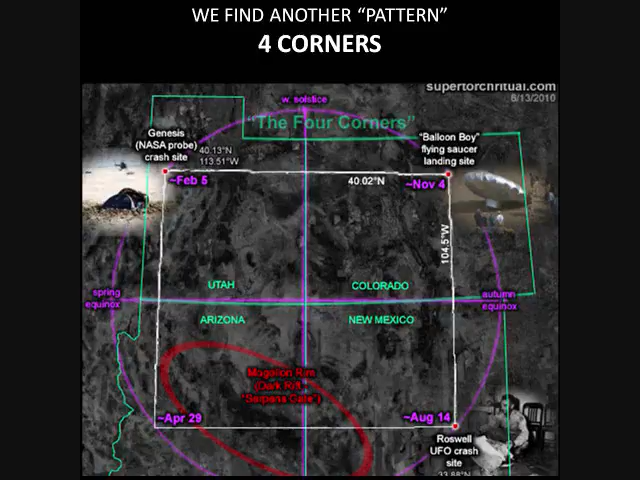 WE FIND ANOTHER “PATTERN”
4 CORNERS
supertorchritual.com
6/13/2010
w. solstice
“The Four Corners”
Genesis
(NASA probe)
crash site
40.13°N
113.51°W
“Balloon Boy”
flying saucer
landing site
~Feb 5
40.02°N
~Nov 4
104.5°W
UTAH
COLORADO
spring
equinox
autumn
equinox
ARIZONA
NEW MEXICO
Mogollon Rim
(Dark Rift,
“Serpens Gate”)
~Apr 29
~Aug 14
Roswell
UFO crash
site